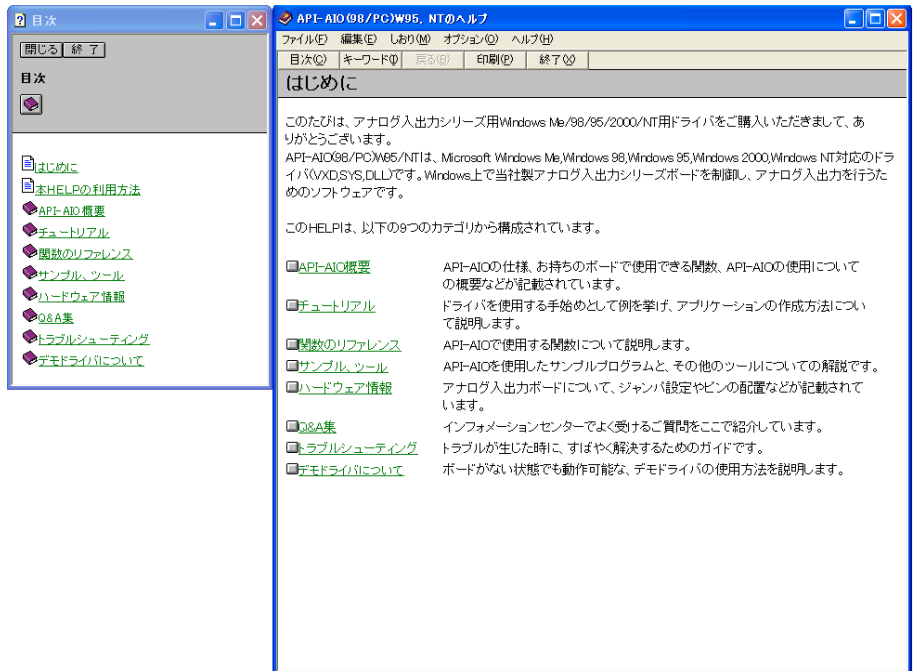 目次
閉じる 終了
目次
はじめに
本HELPの利用方法
API-AIO概要
チュートリアル
関数のリファレンス
サンプル、ツール
ハードウェア情報
Q&A集
トラブルシューティング
デモドライバについて
API-AIO(98/PC)W95, NTのヘルプ
ファイル(F) 編集(E) しおり(M) オプション(O) ヘルプ(H)
目次(C) キーワード(I) 戻る(B) 印刷(P) 終了(X)
はじめに
このたびは、アナログ入出力シリーズ用Windows Me/98/95/2000/NT用ドライバをご購入いただきまして、あ
りがとうございます。
API-AIO(98/PC)W95/NTは、Microsoft Windows Me,Windows 98,Windows 95,Windows 2000,Windows NT対応のドラ
イバ(VXD,SYS,DLL)です。Windows上で当社製アナログ入出力シリーズボードを制御し、アナログ入出力を行うた
めのソフトウェアです。
このHELPは、以下の9つのカテゴリから構成されています。
API-AIO概要 API-AIOの仕様、お持ちのボードで使用できる関数、API-AIOの使用について
の概要などが記載されています。
チュートリアル ドライバを使用する手始めとして例を挙げ、アプリケーションの作成方法につい
て説明します。
関数のリファレンス API-AIOで使用する関数について説明します。
サンプル、ツール API-AIOを使用したサンプルプログラムと、その他のツールについての解説です。
ハードウェア情報 アナログ入出力ボードについて、ジャンパ設定やピンの配置などが記載されて
います。
Q&A集 インフォメーションセンターでよく受けるご質問をここで紹介しています。
トラブルシューティング トラブルが生じた時に、すばやく解決するためのガイドです。
デモドライバについて ボードがない状態でも動作可能な、デモドライバの使用方法を説明します。